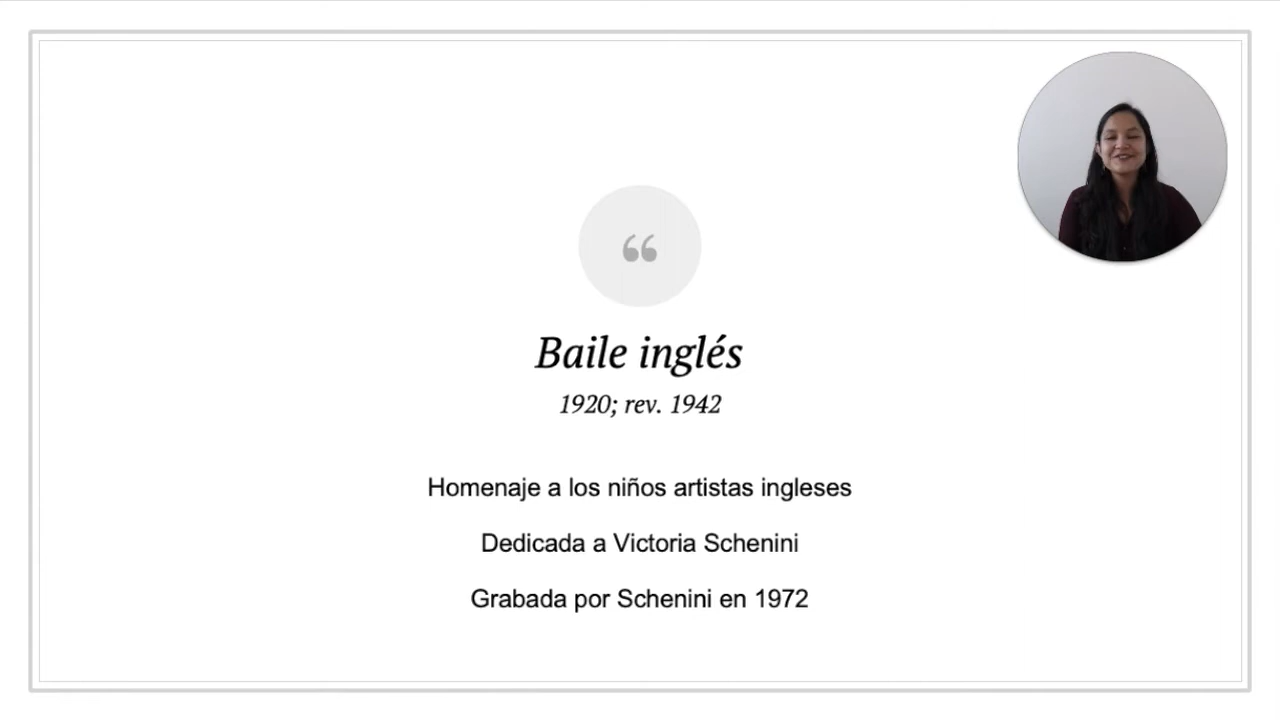 Baile inglés
1920; rev. 1942
Homenaje a los niños artistas ingleses
Dedicada a Victoria Schenini
Grabada por Schenini en 1972